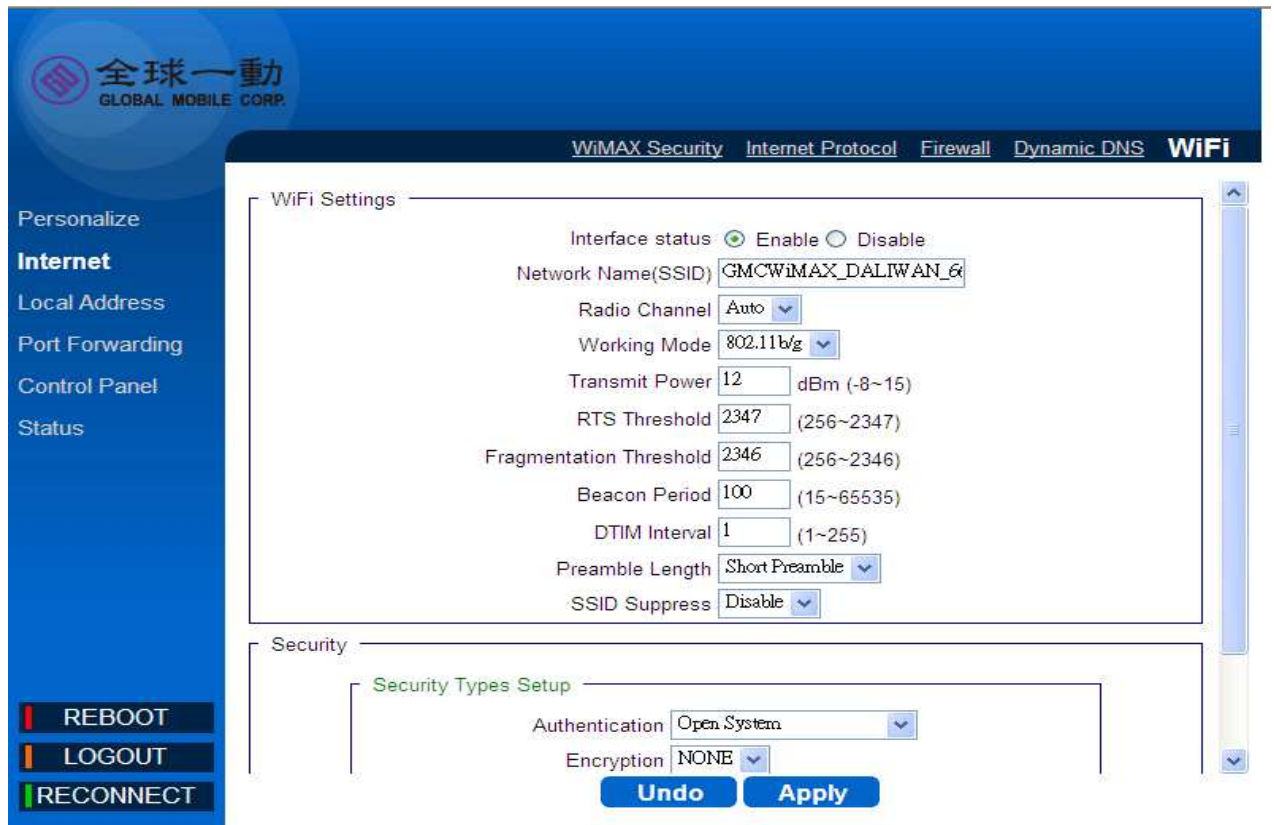 全球一動
GLOBAL MOBILE CORP.
WiMAX Security Internet Protocol Firewall Dynamic DNS WiFi
Personalize
Internet
Local Address
Port Forwarding
Control Panel
Status
REBOOT
LOGOUT
RECONNECT
WiFi Settings
Interface status Enable Disable
Network Name(SSID) GMCWiMAX_DALIWAN_6
Radio Channel Auto
Working Mode 802.11b/g
Transmit Power 12 dBm (-8~15)
RTS Threshold 2347 (256~2347)
Fragmentation Threshold 2346 (256~2346)
Beacon Period 100 (15~65535)
DTIM Interval 1 (1~255)
Preamble Length Short Preamble
SSID Suppress Disable
Security
Security Types Setup
Authentication Open System
Encryption NONE
Undo Apply